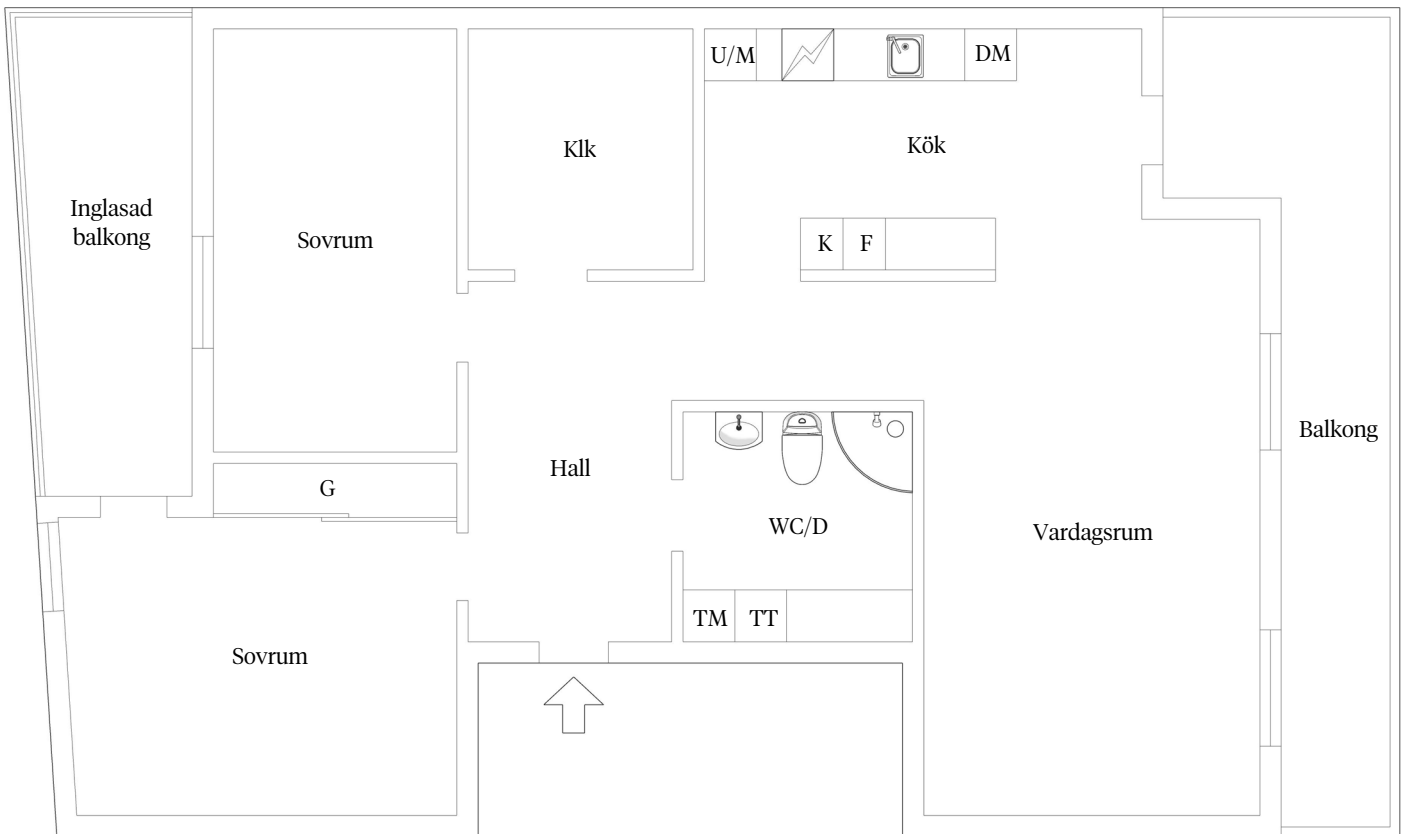 U/M
DM
Klk
Kök
Inglasad
balkong
Sovrum
K
F
Balkong
Hall
G
WC/D
Vardagsrum
TM
TT
Sovrum